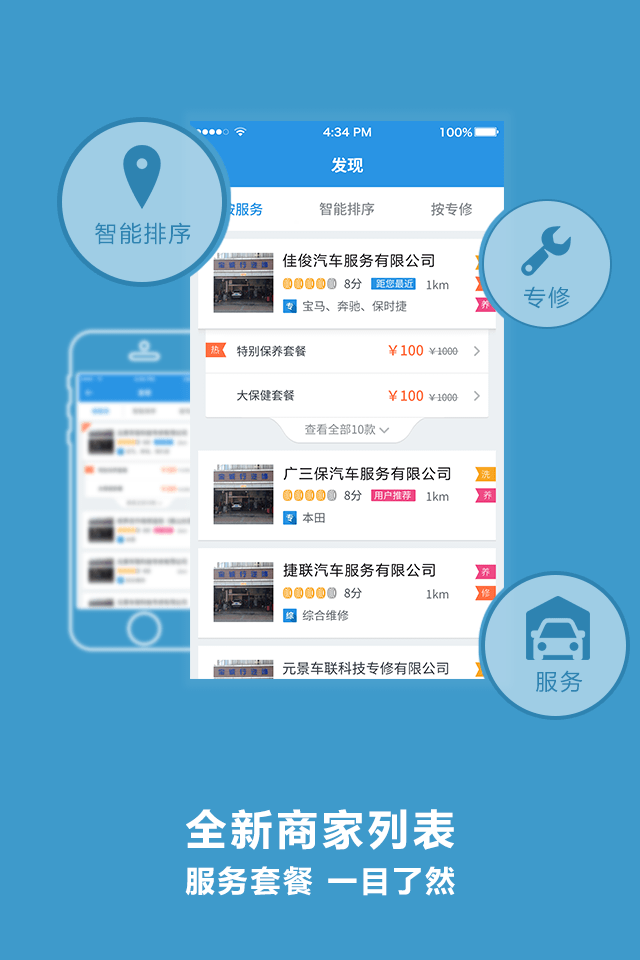 智能排序
4:34 PM
100%
发现
按服务
智能排序
按专修
专修
佳俊汽车服务有限公司
8分
距您最近
1km
专
宝马、奔驰、保时捷
养
热
特别保养套餐
￥100
￥1000
大保健套餐
￥100
￥1000
查看全部10款
广三保汽车服务有限公司
洗
8分
用户推荐
1km
养
专
本田
捷联汽车服务有限公司
养
8分
1km
修
综
综合维修
元景车联科技专修有限公司
服务
全新商家列表
服务套餐 一目了然